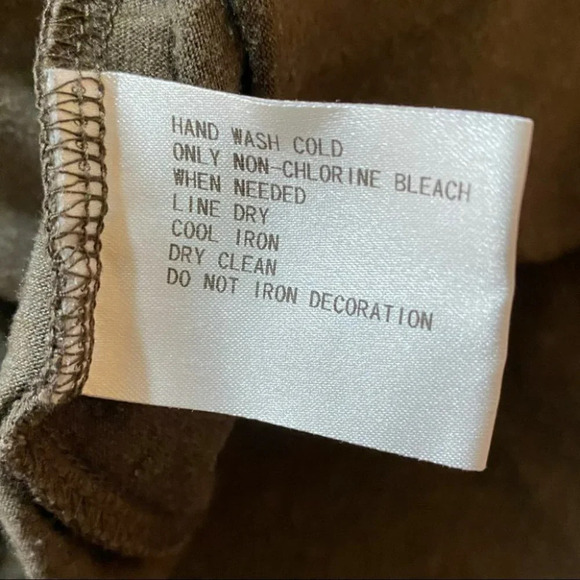 HAND WASH COLD
ONLY NON-CHLORINE BLEACH
WHEN NEEDED
LINE DRY
COOL IRON
DRY CLEAN
DO NOT IRON DECORATION